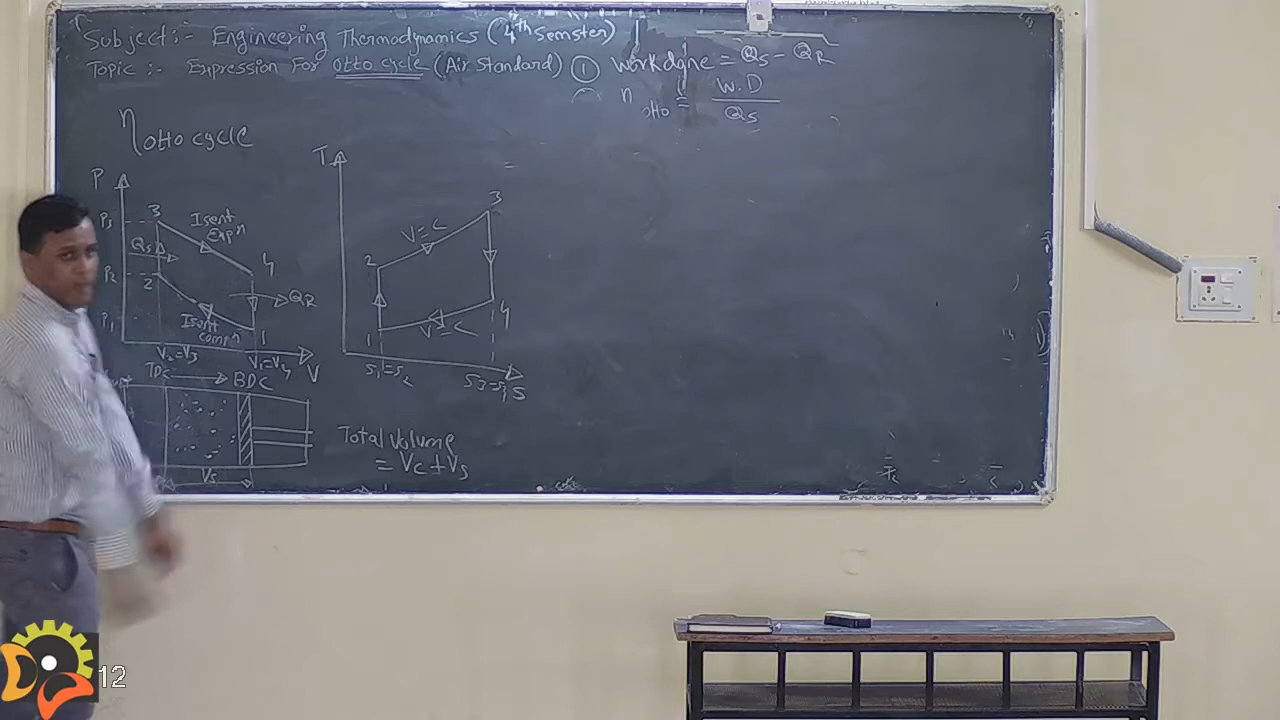 Subject :- Engineering Thermodynamics (4th Semster)
Topic :- Expression For Otto cycle (Air Standard)
① Workdone = Qs - QR
η otto = W.D / Qs
η otto cycle
P
P3
P2
P1
3
2
4
1
Isent Expn
Isent compn
Qs
QR
V2=V3
V1=V4
V
T
3
2
4
1
V=C
V=C
S1=S2
S3=S4
S
TDC
BDC
Vs
Total Volume
= Vc + Vs
12